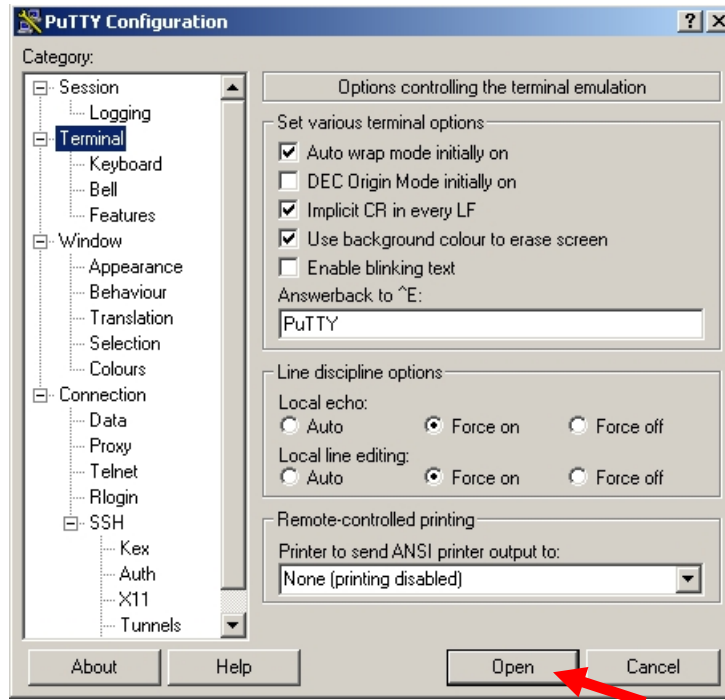 PuTTY Configuration
Category:
Session
Logging
Terminal
Keyboard
Bell
Features
Window
Appearance
Behaviour
Translation
Selection
Colours
Connection
Data
Proxy
Telnet
Rlogin
SSH
Kex
Auth
X11
Tunnels
Options controlling the terminal emulation
Set various terminal options
Auto wrap mode initially on
DEC Origin Mode initially on
Implicit CR in every LF
Use background colour to erase screen
Enable blinking text
Answerback to ^E:
PuTTY
Line discipline options
Local echo:
Auto Force on Force off
Local line editing:
Auto Force on Force off
Remote-controlled printing
Printer to send ANSI printer output to:
None (printing disabled)
About Help Open Cancel